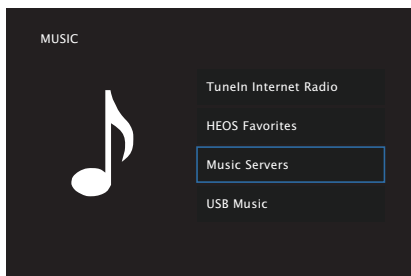 MUSIC
TuneIn Internet Radio
HEOS Favorites
Music Servers
USB Music